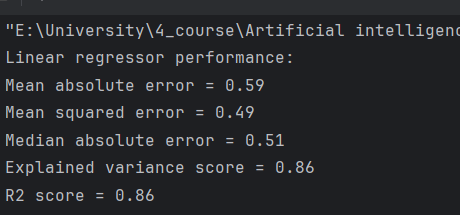 "E:\University\4_course\Artificial intelligenc
Linear regressor performance:
Mean absolute error = 0.59
Mean squared error = 0.49
Median absolute error = 0.51
Explained variance score = 0.86
R2 score = 0.86